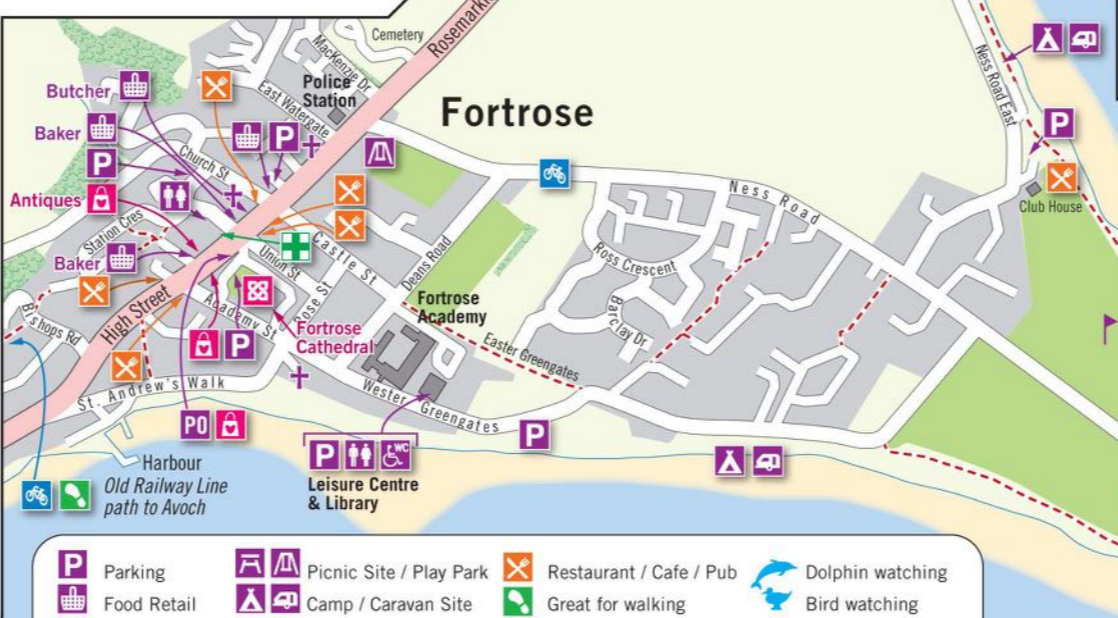 Cemetery
Rosemarkie
Mackenzie Dr
Police
Station
East Watergate
Butcher
Baker
P
P
Church St
Antiques
Station Cres
Baker
Fortrose
Ness Road East
P
Club House
Ness Road
Castle St
Union St
Rose St
Deans Road
Ross Crescent
Barclay Dr
High Street
Bishops Rd
Academy St
P
Fortrose
Cathedral
Fortrose
Academy
Easter Greengates
Wester Greengates
St. Andrew's Walk
PO
P
P
WC
Leisure Centre
& Library
Harbour
Old Railway Line
path to Avoch
P Parking
Picnic Site / Play Park
Restaurant / Cafe / Pub
Dolphin watching
Food Retail
Camp / Caravan Site
Great for walking
Bird watching